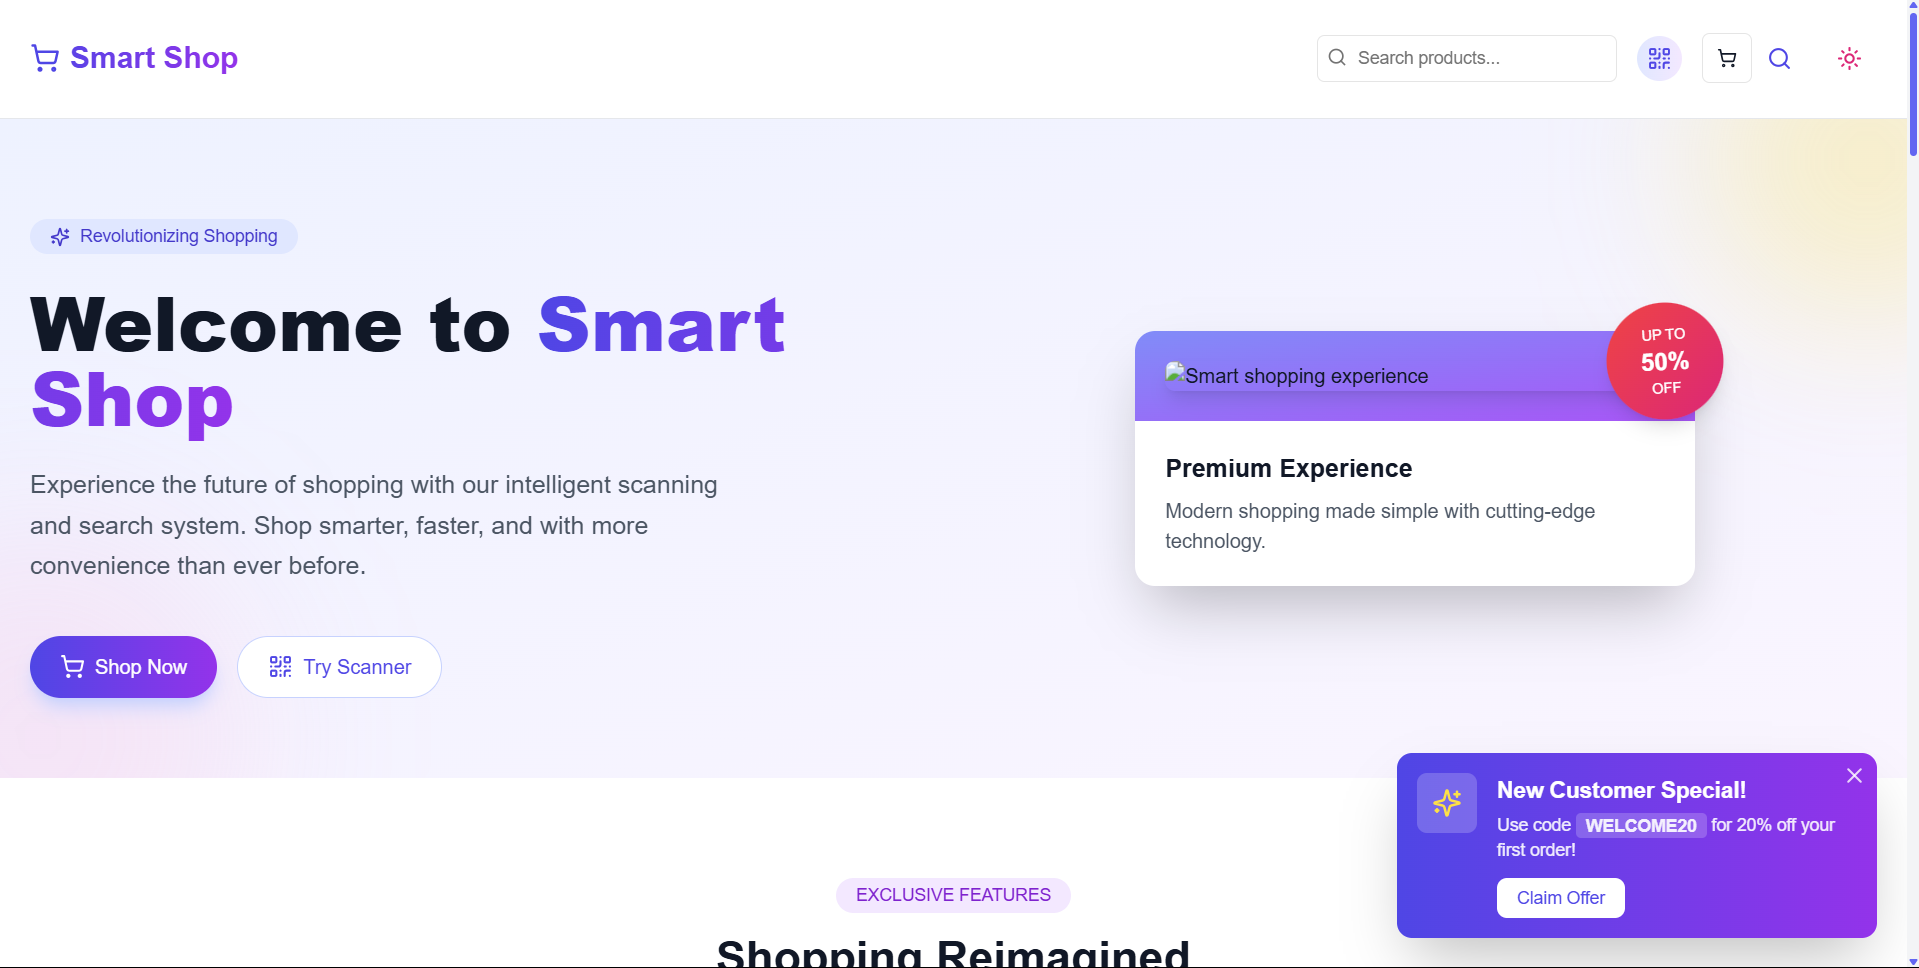 Smart Shop
Search products...
Revolutionizing Shopping
Welcome to Smart
Shop
Experience the future of shopping with our intelligent scanning
and search system. Shop smarter, faster, and with more
convenience than ever before.
Shop Now
Try Scanner
Smart shopping experience
UP TO
50%
OFF
Premium Experience
Modern shopping made simple with cutting-edge
technology.
New Customer Special!
Use code WELCOME20 for 20% off your
first order!
Claim Offer
EXCLUSIVE FEATURES
Shopping Reimagined